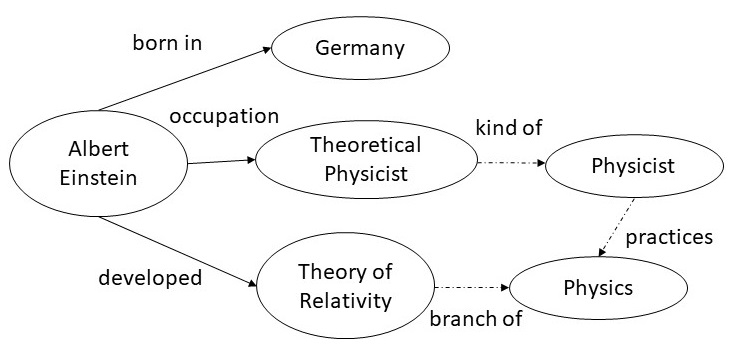 born in
Germany
occupation
Albert
Einstein
Theoretical
Physicist
kind of
Physicist
practices
developed
Theory of
Relativity
branch of
Physics